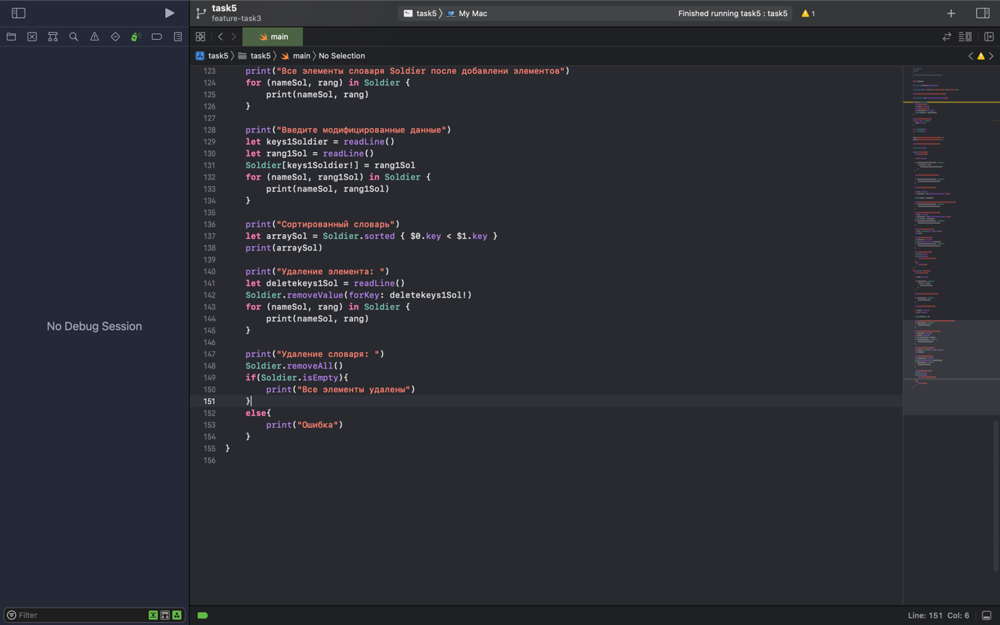 task5
feature-task3
task5 My Mac Finished running task5 : task5 1
main
task5 task5 main No Selection
123 print("Все элементы словаря Soldier после добавлени элементов")
124 for (nameSol, rang) in Soldier {
125 print(nameSol, rang)
126 }
127
128 print("Введите модифицированные данные")
129 let keys1Soldier = readLine()
130 let rang1Sol = readLine()
131 Soldier[keys1Soldier!] = rang1Sol
132 for (nameSol, rang1Sol) in Soldier {
133 print(nameSol, rang1Sol)
134 }
135
136 print("Сортированный словарь")
137 let arraySol = Soldier.sorted { $0.key < $1.key }
138 print(arraySol)
139
140 print("Удаление элемента: ")
141 let deletekeys1Sol = readLine()
142 Soldier.removeValue(forKey: deletekeys1Sol!)
143 for (nameSol, rang) in Soldier {
144 print(nameSol, rang)
145 }
146
147 print("Удаление словаря: ")
148 Soldier.removeAll()
149 if(Soldier.isEmpty){
150 print("Все элементы удалены")
151 }
152 else{
153 print("Ошибка")
154 }
155 }
156
No Debug Session
Filter
Line: 151 Col: 6